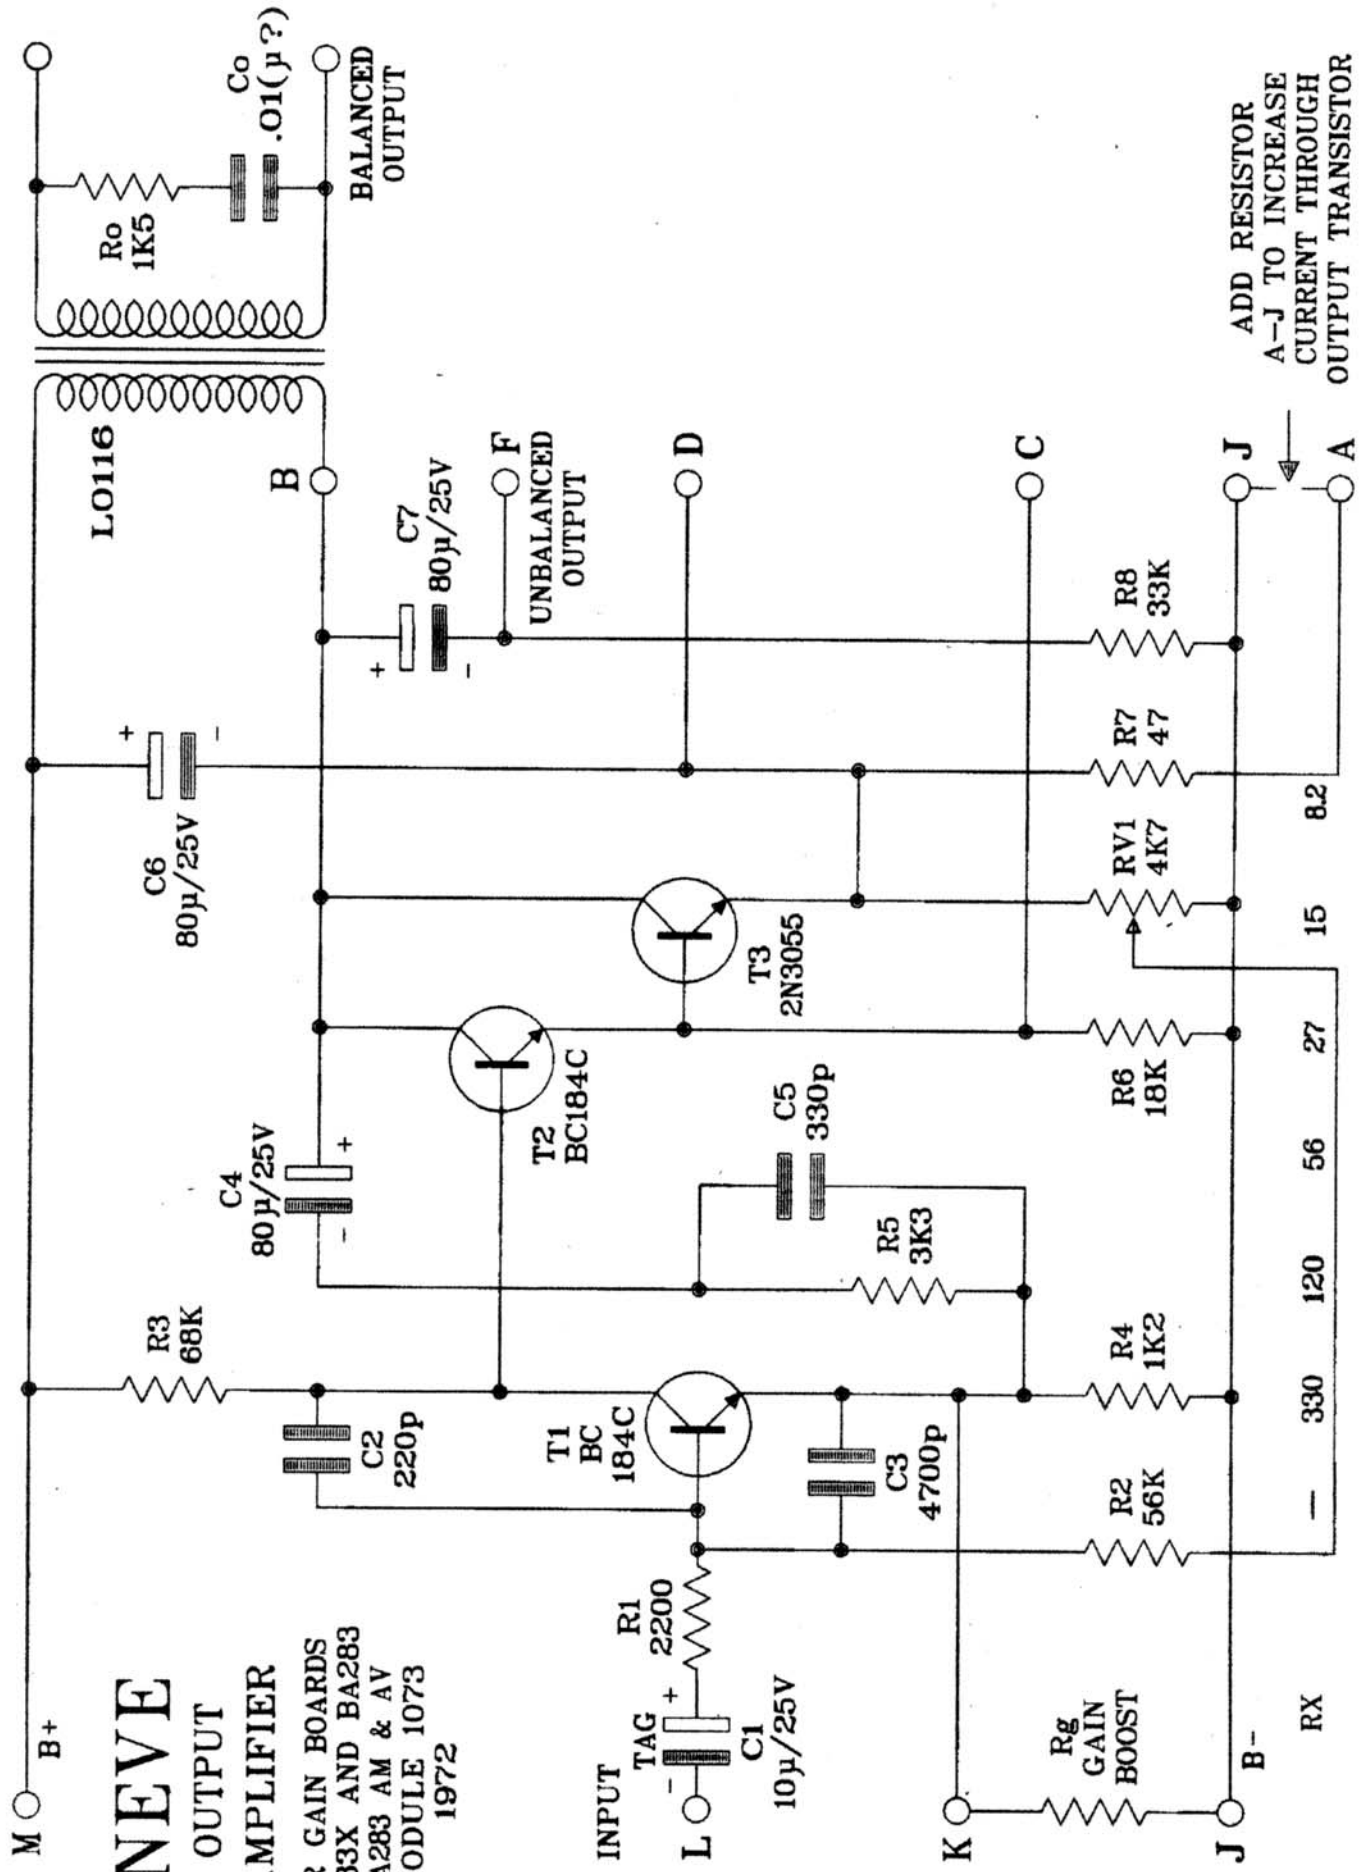 M
B+
NEVE
OUTPUT
AMPLIFIER
GAIN BOARDS
AND BA283
BA283 AM & AV
MODULE 1073
1972
INPUT
L
TAG
-
+
C1
10µ/25V
R1
2200
K
Rg
GAIN
BOOST
J
B-
R3
68K
C2
220p
T1
BC
184C
C3
4700p
R2
56K
R4
1K2
R5
3K3
C5
330p
C4
80µ/25V
-
+
T2
BC184C
T3
2N3055
R6
18K
RV1
4K7
R7
47
R8
33K
C6
80µ/25V
+
-
C7
80µ/25V
+
-
LO116
B
F
UNBALANCED
OUTPUT
D
C
J
A
Ro
1K5
Co
.01(µ?)
BALANCED
OUTPUT
ADD RESISTOR
A-J TO INCREASE
CURRENT THROUGH
OUTPUT TRANSISTOR
RX — 330 120 56 27 15 8.2